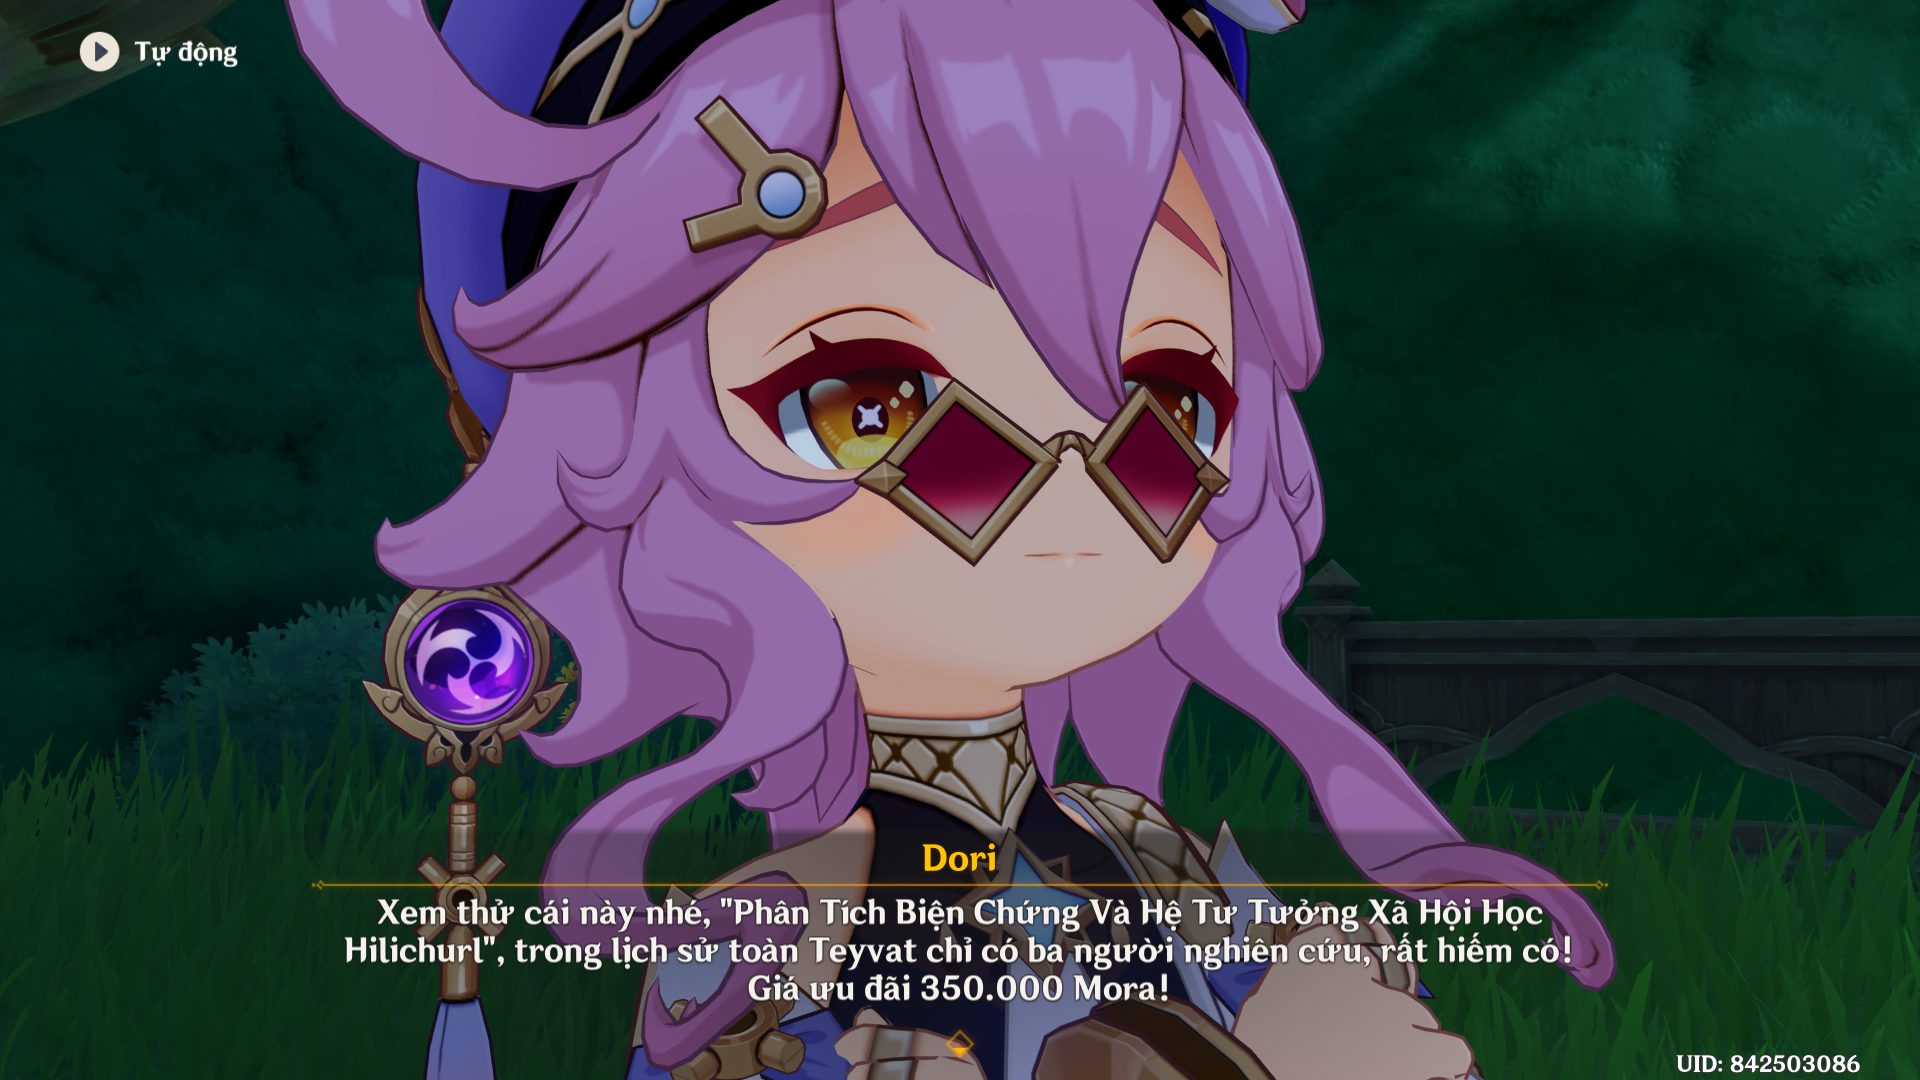 Tự động
Dori
Xem thử cái này nhé, "Phân Tích Biện Chứng Và Hệ Tư Tưởng Xã Hội Học
Hilichurl", trong lịch sử toàn Teyvat chỉ có ba người nghiên cứu, rất hiếm có!
Giá ưu đãi 350.000 Mora!
UID: 842503086